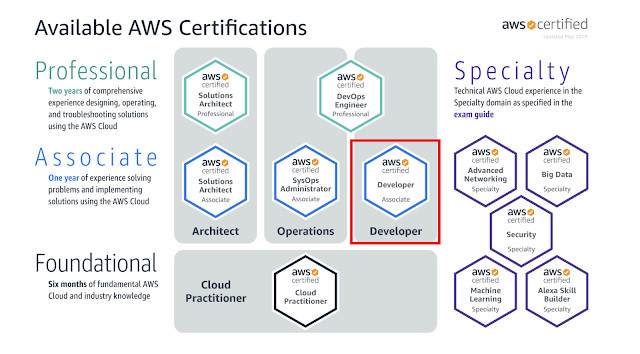 Available AWS Certifications
aws certified
Updated May 2019
Professional
Two years of comprehensive
experience designing, operating,
and troubleshooting solutions
using the AWS Cloud
aws
certified
Solutions
Architect
Professional
aws
certified
DevOps
Engineer
Professional
Specialty
Technical AWS Cloud experience in the
Specialty domain as specified in the
exam guide
Associate
One year of experience solving
problems and implementing
solutions using the AWS Cloud
aws
certified
Solutions
Architect
Associate
aws
certified
SysOps
Administrator
Associate
aws
certified
Developer
Associate
Architect
Operations
Developer
aws
certified
Advanced
Networking
Specialty
aws
certified
Big Data
Specialty
aws
certified
Security
Specialty
aws
certified
Machine
Learning
Specialty
aws
certified
Alexa Skill
Builder
Specialty
Foundational
Six months of fundamental AWS
Cloud and industry knowledge
Cloud
Practitioner
aws
certified
Cloud
Practitioner